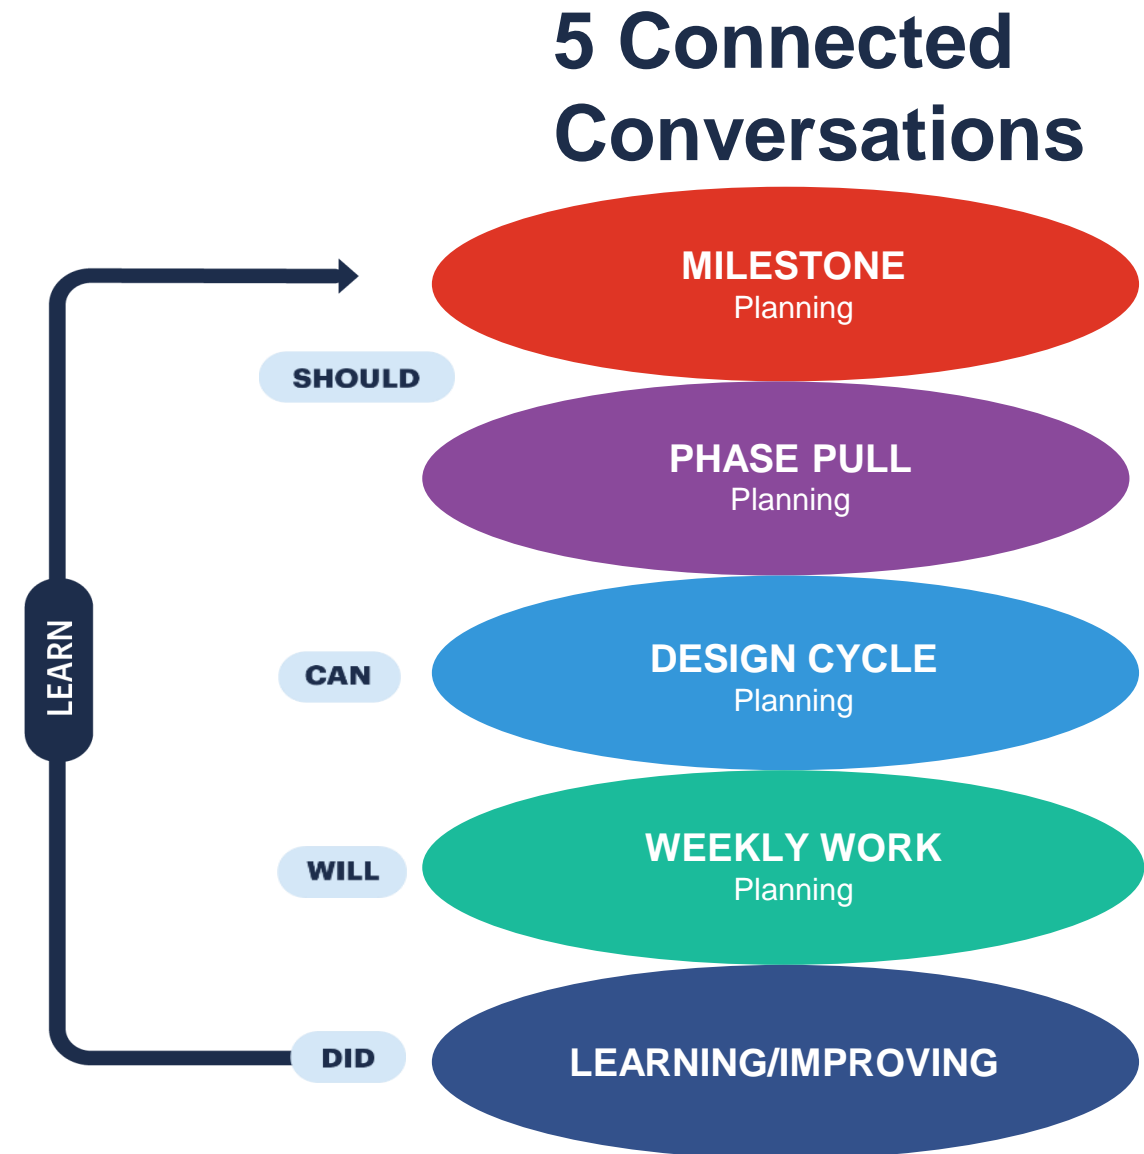 5 Connected
Conversations
MILESTONE
Planning
SHOULD
PHASE PULL
Planning
LEARN
CAN
DESIGN CYCLE
Planning
WILL
WEEKLY WORK
Planning
DID
LEARNING/IMPROVING